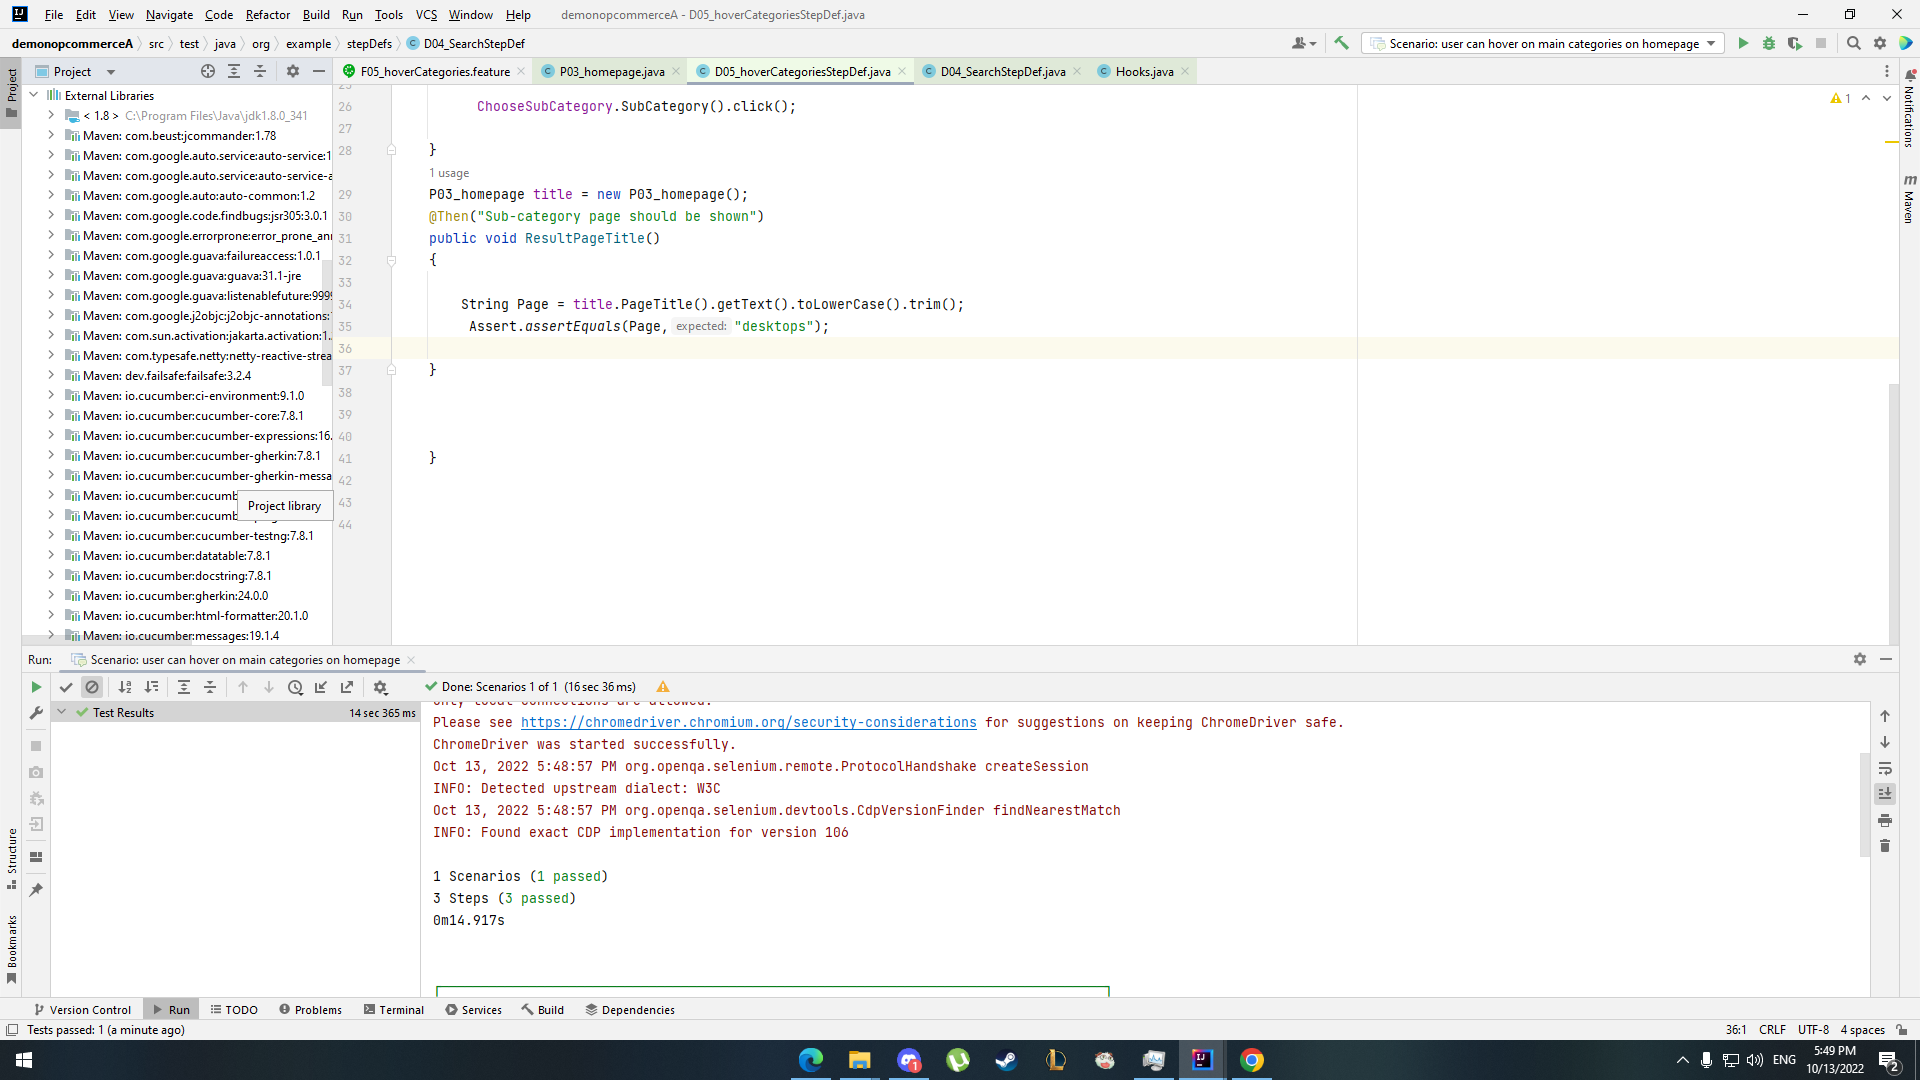 File Edit View Navigate Code Refactor Build Run Tools VCS Window Help demonopcommerceA - D05_hoverCategoriesStepDef.java
demonopcommerceA src test java org example stepDefs D04_SearchStepDef
Scenario: user can hover on main categories on homepage
Project
F05_hoverCategories.feature P03_homepage.java D05_hoverCategoriesStepDef.java D04_SearchStepDef.java Hooks.java
Project
Notifications
Maven
Structure
Bookmarks
External Libraries
< 1.8 > C:\Program Files\Java\jdk1.8.0_341
Maven: com.beust:jcommander:1.78
Maven: com.google.auto.service:auto-service:1
Maven: com.google.auto.service:auto-service-a
Maven: com.google.auto:auto-common:1.2
Maven: com.google.code.findbugs:jsr305:3.0.1
Maven: com.google.errorprone:error_prone_ann
Maven: com.google.guava:failureaccess:1.0.1
Maven: com.google.guava:guava:31.1-jre
Maven: com.google.guava:listenablefuture:9999
Maven: com.google.j2objc:j2objc-annotations:
Maven: com.sun.activation:jakarta.activation:1.
Maven: com.typesafe.netty:netty-reactive-strea
Maven: dev.failsafe:failsafe:3.2.4
Maven: io.cucumber:ci-environment:9.1.0
Maven: io.cucumber:cucumber-core:7.8.1
Maven: io.cucumber:cucumber-expressions:16.
Maven: io.cucumber:cucumber-gherkin:7.8.1
Maven: io.cucumber:cucumber-gherkin-messa
Maven: io.cucumber:cucumb
Maven: io.cucumber:cucumb
Project library
Maven: io.cucumber:cucumber-testng:7.8.1
Maven: io.cucumber:datatable:7.8.1
Maven: io.cucumber:docstring:7.8.1
Maven: io.cucumber:gherkin:24.0.0
Maven: io.cucumber:html-formatter:20.1.0
Maven: io.cucumber:messages:19.1.4
1
25
26 ChooseSubCategory.SubCategory().click();
27
28 }
1 usage
29 P03_homepage title = new P03_homepage();
30 @Then("Sub-category page should be shown")
31 public void ResultPageTitle()
32 {
33
34 String Page = title.PageTitle().getText().toLowerCase().trim();
35 Assert.assertEquals(Page, expected: "desktops");
36
37 }
38
39
40
41 }
42
43
44
Run: Scenario: user can hover on main categories on homepage
Done: Scenarios 1 of 1 (16 sec 36 ms)
Test Results 14 sec 365 ms
Only local connections are allowed.
Please see https://chromedriver.chromium.org/security-considerations for suggestions on keeping ChromeDriver safe.
ChromeDriver was started successfully.
Oct 13, 2022 5:48:57 PM org.openqa.selenium.remote.ProtocolHandshake createSession
INFO: Detected upstream dialect: W3C
Oct 13, 2022 5:48:57 PM org.openqa.selenium.devtools.CdpVersionFinder findNearestMatch
INFO: Found exact CDP implementation for version 106
1 Scenarios (1 passed)
3 Steps (3 passed)
0m14.917s
Version Control Run TODO Problems Terminal Services Build Dependencies
Tests passed: 1 (a minute ago) 36:1 CRLF UTF-8 4 spaces
ENG 5:49 PM
10/13/2022
1
2